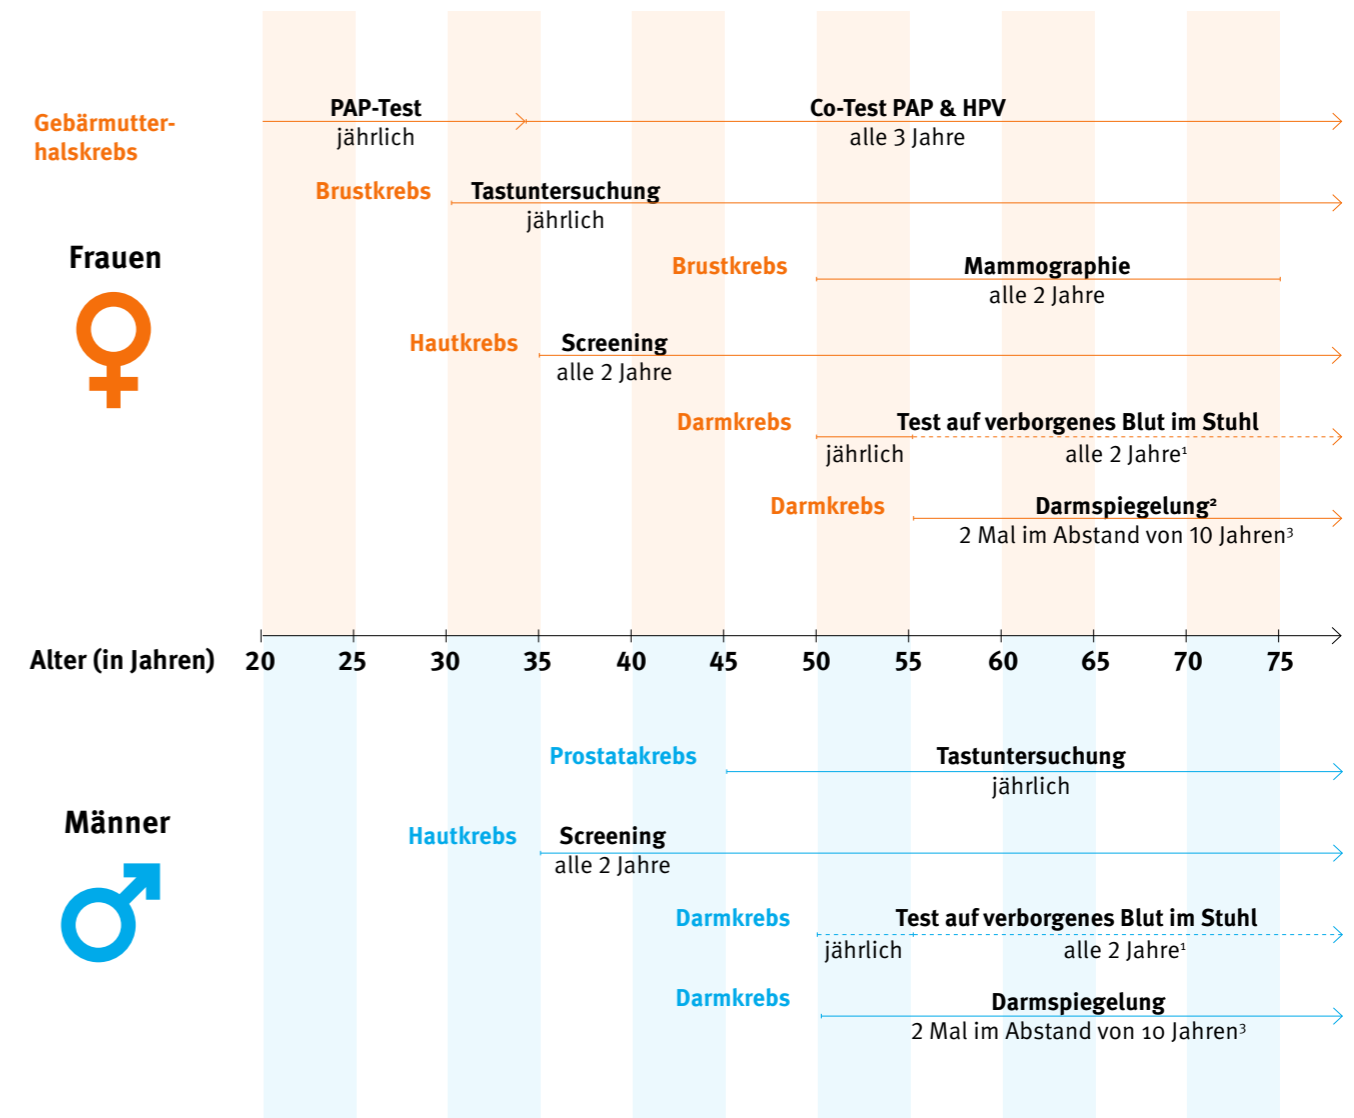 PAP-Test
Co-Test PAP & HPV
Gebärmutter-
halskrebs
jährlich
alle 3 Jahre
Brustkrebs
Tastuntersuchung
jährlich
Frauen
Brustkrebs
Mammographie
alle 2 Jahre
Hautkrebs
Screening
alle 2 Jahre
Darmkrebs
Test auf verborgenes Blut im Stuhl
jährlich
alle 2 Jahre¹
Darmkrebs
Darmspiegelung²
2 Mal im Abstand von 10 Jahren³
Alter (in Jahren) 20 25 30 35 40 45 50 55 60 65 70 75
Prostatakrebs
Tastuntersuchung
jährlich
Männer
Hautkrebs
Screening
alle 2 Jahre
Darmkrebs
Test auf verborgenes Blut im Stuhl
jährlich
alle 2 Jahre¹
Darmkrebs
Darmspiegelung
2 Mal im Abstand von 10 Jahren³